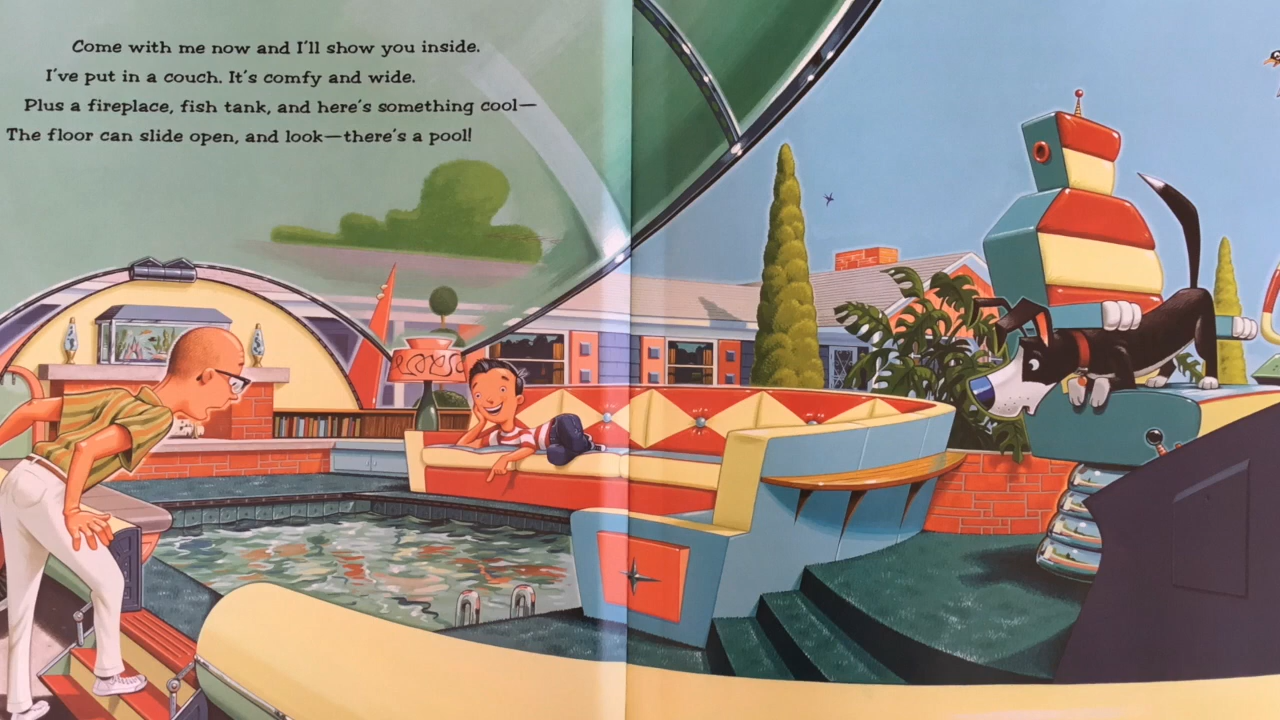 Come with me now and I'll show you inside.
I've put in a couch. It's comfy and wide.
Plus a fireplace, fish tank, and here's something cool—
The floor can slide open, and look—there's a pool!